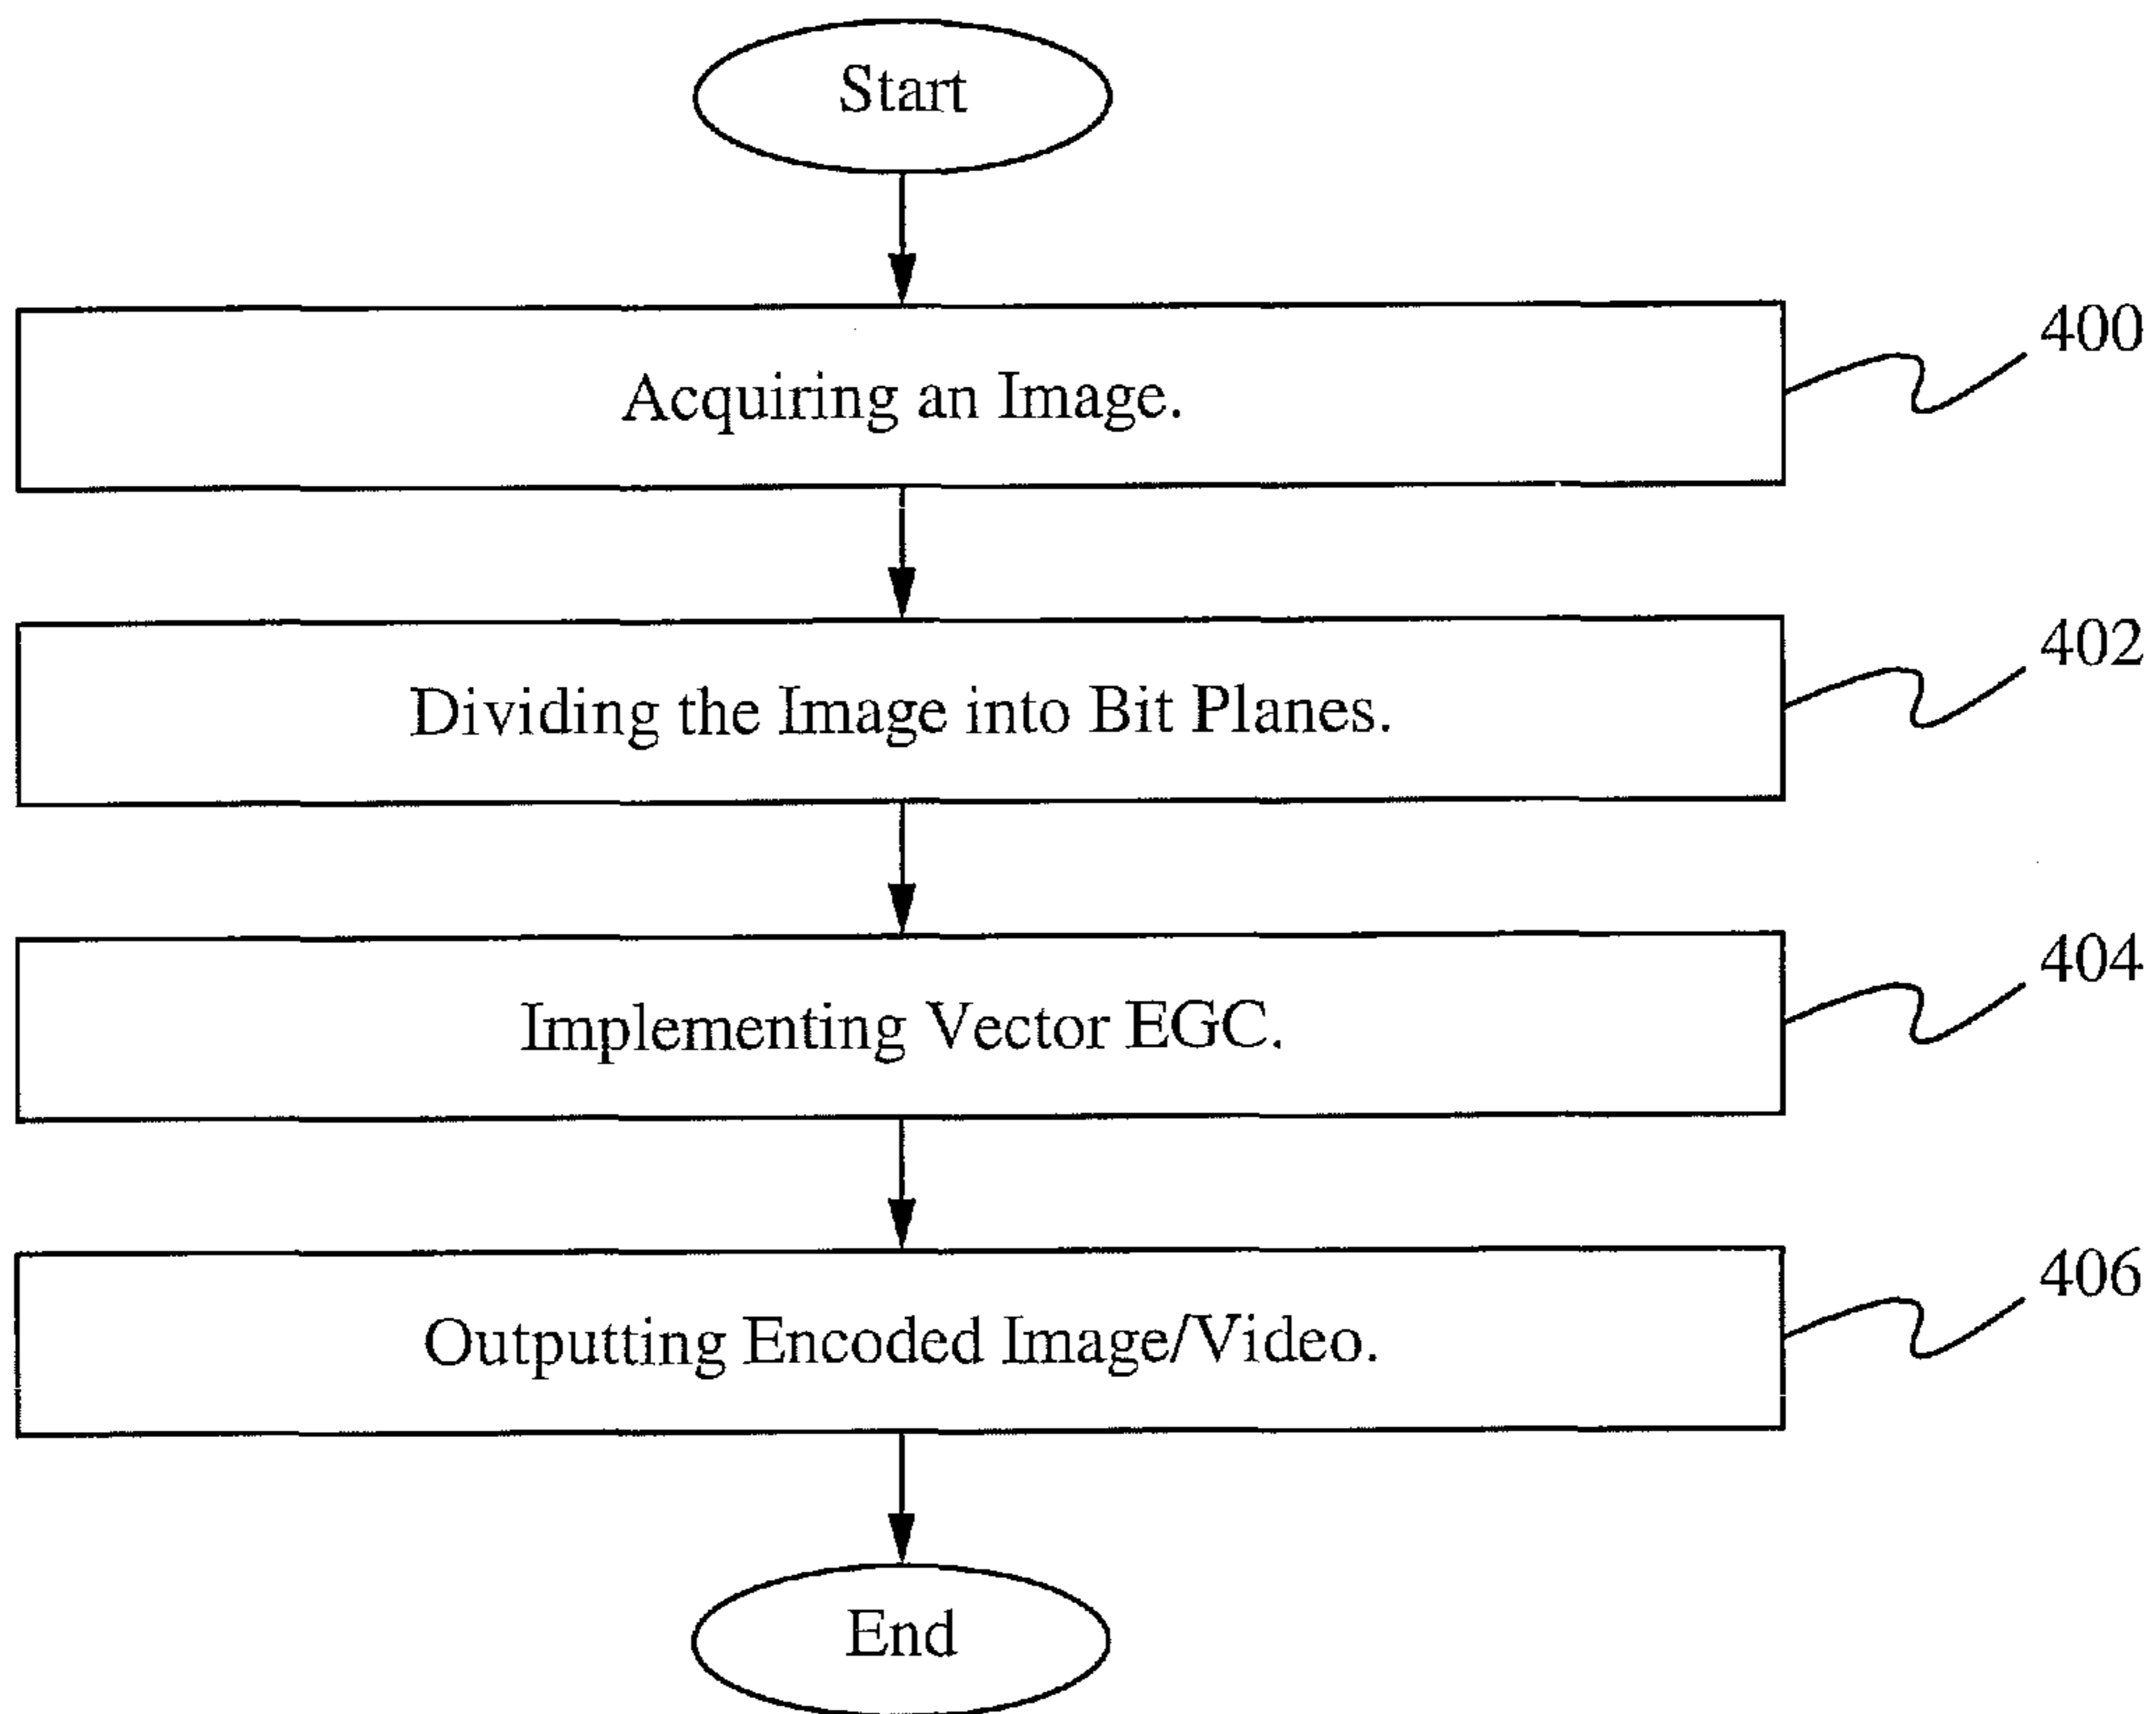 Start
400
Acquiring an Image.
402
Dividing the Image into Bit Planes.
404
Implementing Vector EGC.
406
Outputting Encoded Image/Video.
End